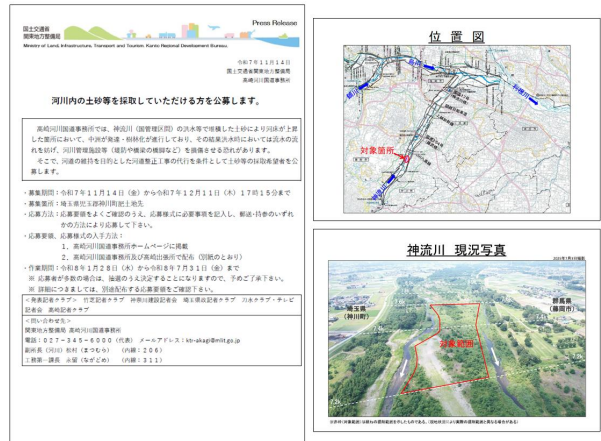 国土交通省
関東地方整備局
Press Release
Ministry of Land, Infrastructure, Transport and Tourism. Kanto Regional Development Bureau.
令和７年１１月１４日
国土交通省関東地方整備局
高崎河川国道事務所
河川内の土砂等を採取していただける方を公募します。
高崎河川国道事務所では、神流川（国管理区間）の洪水等で堆積した土砂により河床が上昇
した箇所において、中洲が進行・樹林化が進行しており、その結果洪水時においては流水の流
れを妨げ、河川管理施設等（堤防や橋梁など）を損傷させる恐れがあります。
そこで、河道の維持を目的とした河道整正工事の代行を条件として土砂等の採取希望者を公
募します。
・募集期間：令和７年１１月１４日（金）から令和７年１２月１１日（木）１７時１５分まで
・募集箇所：埼玉県児玉郡神川町肥土地先
・応募方法：応募要領をよくご確認のうえ、応募様式に必要事項を記入し、郵送・持参のいずれ
かの方法により応募して下さい。
・応募要領、応募様式の入手方法：
１．高崎河川国道事務所ホームページに掲載
２．高崎河川国道事務所及び高崎出張所で配布（別紙のとおり）
・作業期間：令和８年１月２８日（水）から令和８年７月３１日（金）まで
※ 応募者が多数の場合は、抽選のうえ決定することになりますので、予めご了承下さい。
※ 詳細につきましては、別途配布する応募要領をご確認下さい。
＜発表記者クラブ＞ 竹芝記者クラブ 神奈川建設記者会 埼玉県政記者クラブ 刀水クラブ・テレビ
記者会 高崎記者クラブ
＜問い合わせ先＞
関東地方整備局 高崎河川国道事務所
電話：０２７－３４５－６０００（代表） メールアドレス：ktr-akagi@mlit.go.jp
副所長（河川）松村（まつむら） （内線：２０６）
工務第一課長 永留（ながどめ） （内線：３１１）
位置図
烏川
鏑川
利根川
対象箇所
神流川
神流川 現況写真
埼玉県
（神川町）
群馬県
（藤岡市）
対象範囲
7.2k
7.2k